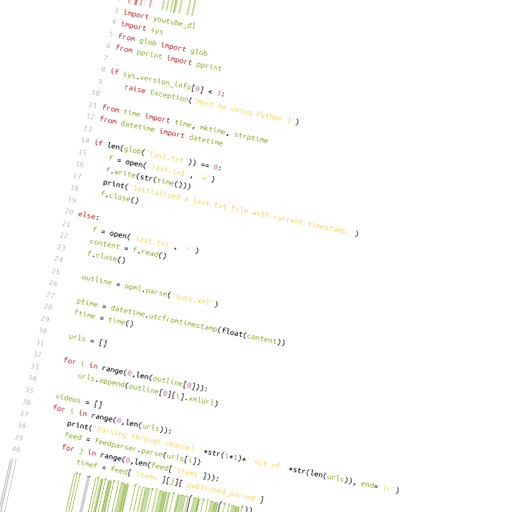 3 import youtube_dl
4 import sys
5 from glob import glob
6 from pprint import pprint
7
8 if sys.version_info[0] < 3:
9 raise Exception('Must be using Python 3')
10
11 from time import time, mktime, strptime
12 from datetime import datetime
13
14 if len(glob('last.txt')) == 0:
15 f = open('last.txt', 'w')
16 f.write(str(time()))
17 print('Initialized a last.txt file with current timestamp.')
18 f.close()
19
20 else:
21 f = open('last.txt', 'r')
22 content = f.read()
23 f.close()
24
25 outline = opml.parse('subs.xml')
26
27 ptime = datetime.utcfromtimestamp(float(content))
28 ftime = time()
29
30 urls = []
31
32 for i in range(0,len(outline[0])):
33 urls.append(outline[0][i].xmlUrl)
34
35 videos = []
36 for i in range(0,len(urls)):
37 print('Parsing through channel '+str(i+1)+' out of '+str(len(urls)), end='\r')
38 feed = feedparser.parse(urls[i])
39 for j in range(0,len(feed['items'])):
40 timef = feed['items'][j]['published_parsed']